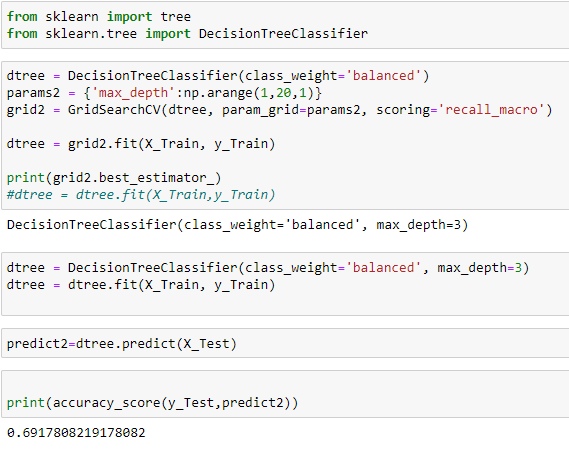 from sklearn import tree
from sklearn.tree import DecisionTreeClassifier
dtree = DecisionTreeClassifier(class_weight='balanced')
params2 = {'max_depth':np.arange(1,20,1)}
grid2 = GridSearchCV(dtree, param_grid=params2, scoring='recall_macro')
dtree = grid2.fit(X_Train, y_Train)
print(grid2.best_estimator_)
#dtree = dtree.fit(X_Train,y_Train)
DecisionTreeClassifier(class_weight='balanced', max_depth=3)
dtree = DecisionTreeClassifier(class_weight='balanced', max_depth=3)
dtree = dtree.fit(X_Train, y_Train)
predict2=dtree.predict(X_Test)
print(accuracy_score(y_Test,predict2))
0.6917808219178082